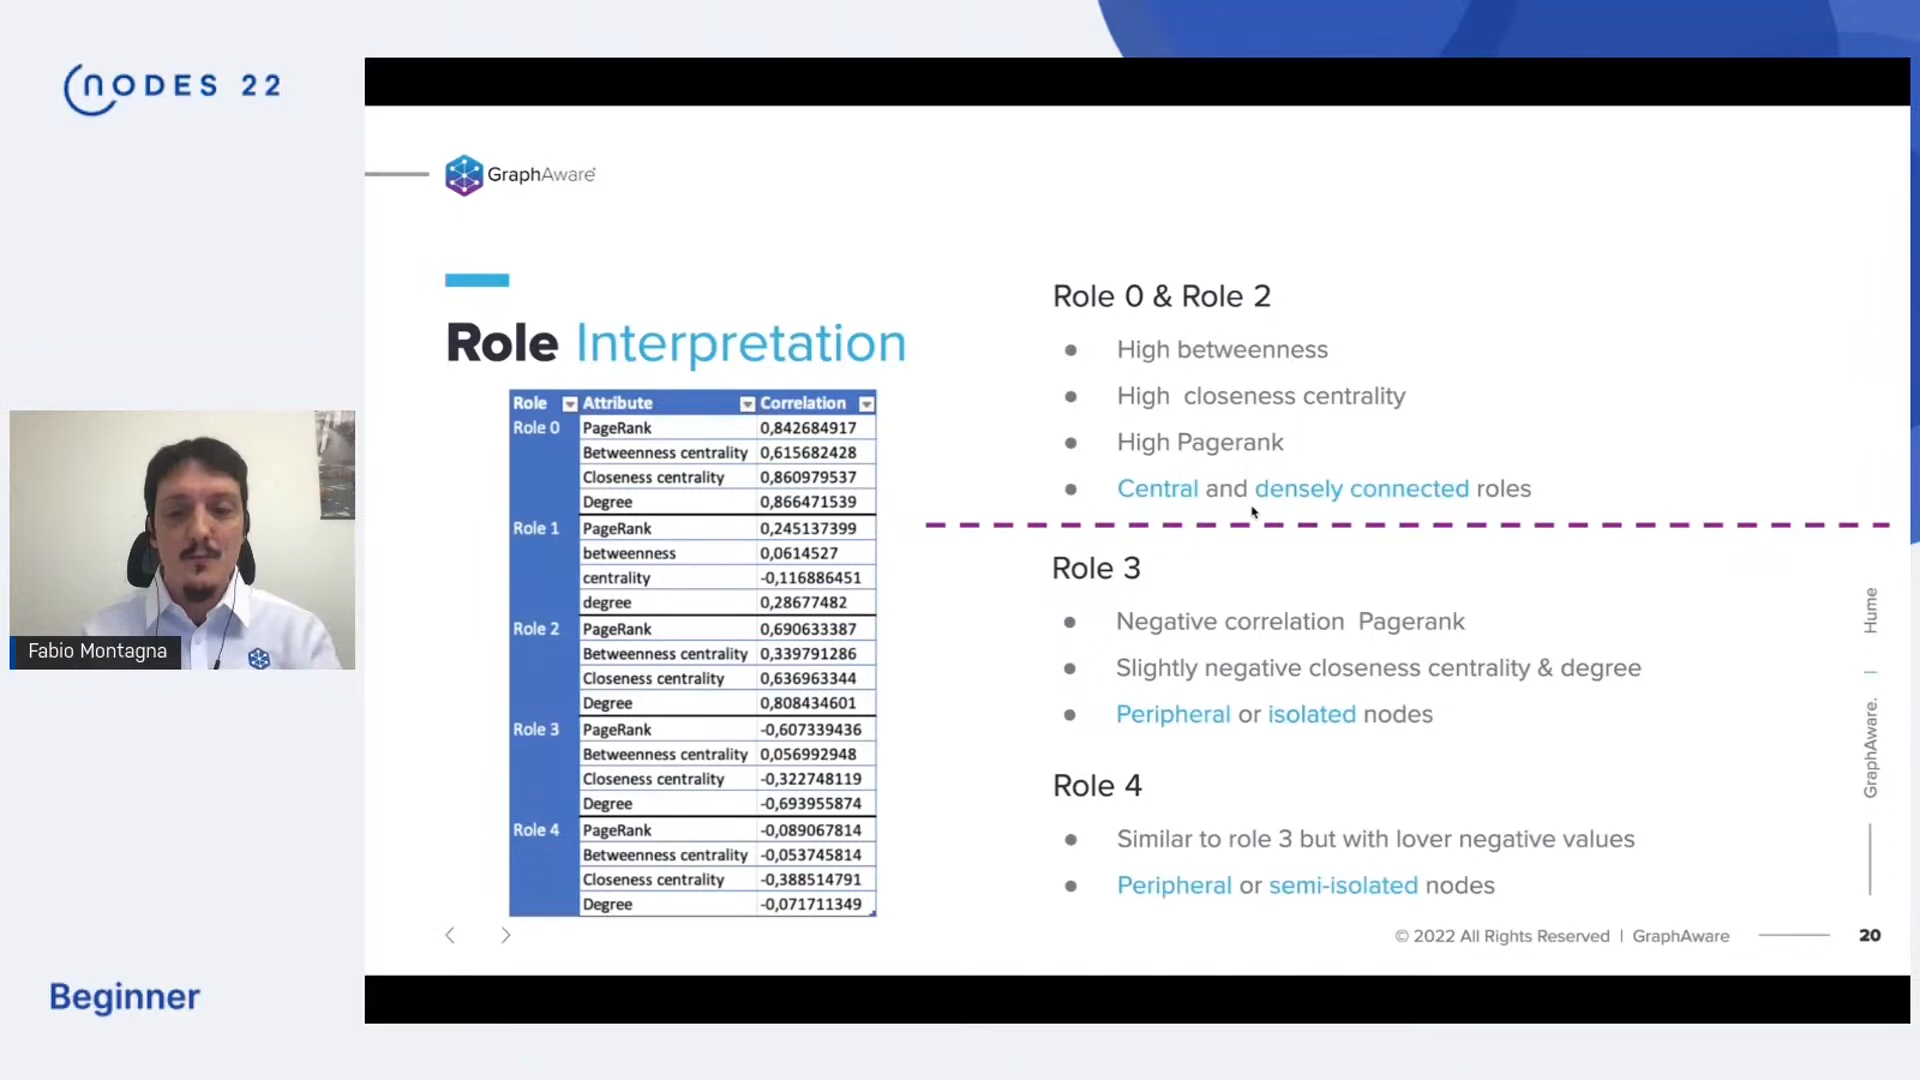 NODES 22
GraphAware
Role Interpretation
Role Attribute Correlation
Role 0 PageRank 0,842684917
Betweenness centrality 0,615682428
Closeness centrality 0,860979537
Degree 0,866471539
Role 1 PageRank 0,245137399
betweenness 0,0614527
centrality -0,116886451
degree 0,28677482
Role 2 PageRank 0,690633387
Betweenness centrality 0,339791286
Closeness centrality 0,636963344
Degree 0,808434601
Role 3 PageRank -0,607339436
Betweenness centrality 0,056992948
Closeness centrality -0,322748119
Degree -0,693955874
Role 4 PageRank -0,089067814
Betweenness centrality -0,053745814
Closeness centrality -0,388514791
Degree -0,071711349
Role 0 & Role 2
● High betweenness
● High closeness centrality
● High Pagerank
● Central and densely connected roles
Role 3
● Negative correlation Pagerank
● Slightly negative closeness centrality & degree
● Peripheral or isolated nodes
Role 4
● Similar to role 3 but with lover negative values
● Peripheral or semi-isolated nodes
GraphAware. | Hume
© 2022 All Rights Reserved | GraphAware
20
Fabio Montagna
Beginner